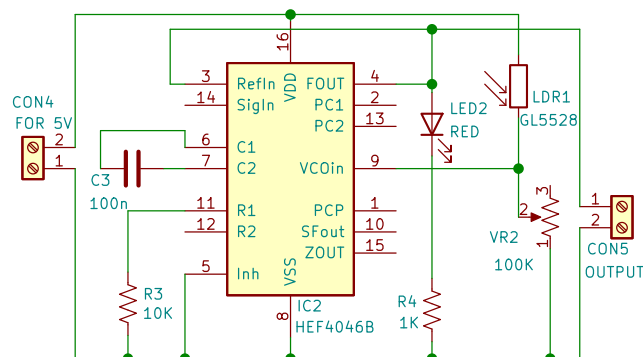 16
3 RefIn VDD FOUT 4
14 SigIn PC1 2
PC2 13
6 C1
7 C2 VCOin 9
11 R1 PCP 1
12 R2 SFout 10
ZOUT 15
5 Inh VSS
8
IC2
HEF4046B
CON4
FOR 5V
2
1
C3
100n
R3
10K
LED2
RED
R4
1K
LDR1
GL5528
3
2
1
VR2
100K
1
2
CON5
OUTPUT